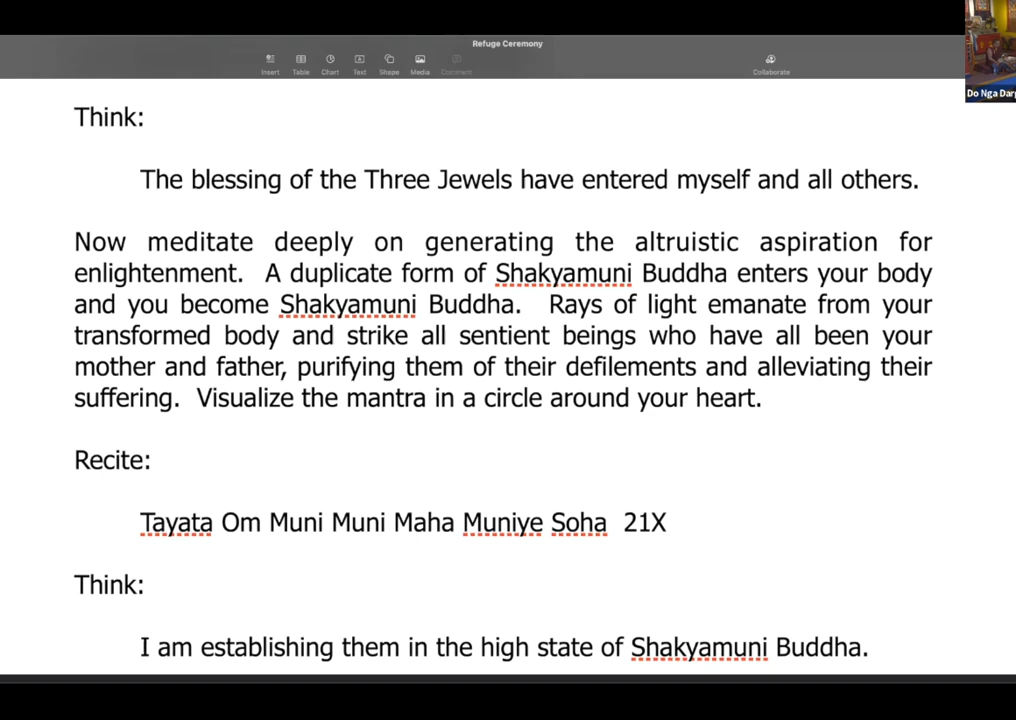 Refuge Ceremony
Insert Table Chart Text Shape Media Comment Collaborate
Do Nga
Think:
The blessing of the Three Jewels have entered myself and all others.
Now meditate deeply on generating the altruistic aspiration for
enlightenment. A duplicate form of Shakyamuni Buddha enters your body
and you become Shakyamuni Buddha. Rays of light emanate from your
transformed body and strike all sentient beings who have all been your
mother and father, purifying them of their defilements and alleviating their
suffering. Visualize the mantra in a circle around your heart.
Recite:
Tayata Om Muni Muni Maha Muniye Soha 21X
Think:
I am establishing them in the high state of Shakyamuni Buddha.